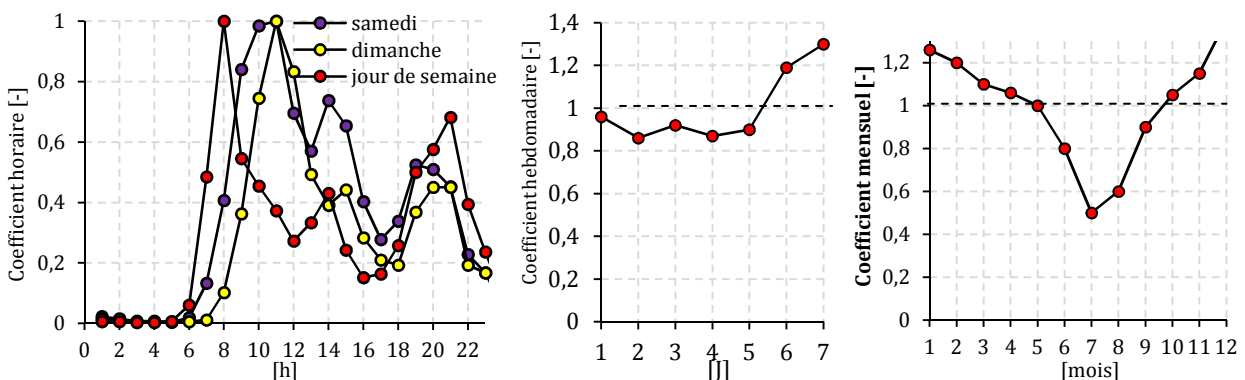 Coefficient horaire [-]
1
0,8
0,6
0,4
0,2
0
0 2 4 6 8 10 12 14 16 18 20 22
[h]
samedi
dimanche
jour de semaine
Coefficient hebdomadaire [-]
1,4
1,2
1
0,8
0,6
0,4
0,2
0
1 2 3 4 5 6 7
[J]
Coefficient mensuel [-]
1,2
1
0,8
0,6
0,4
0,2
0
1 2 3 4 5 6 7 8 9 10 11 12
[mois]